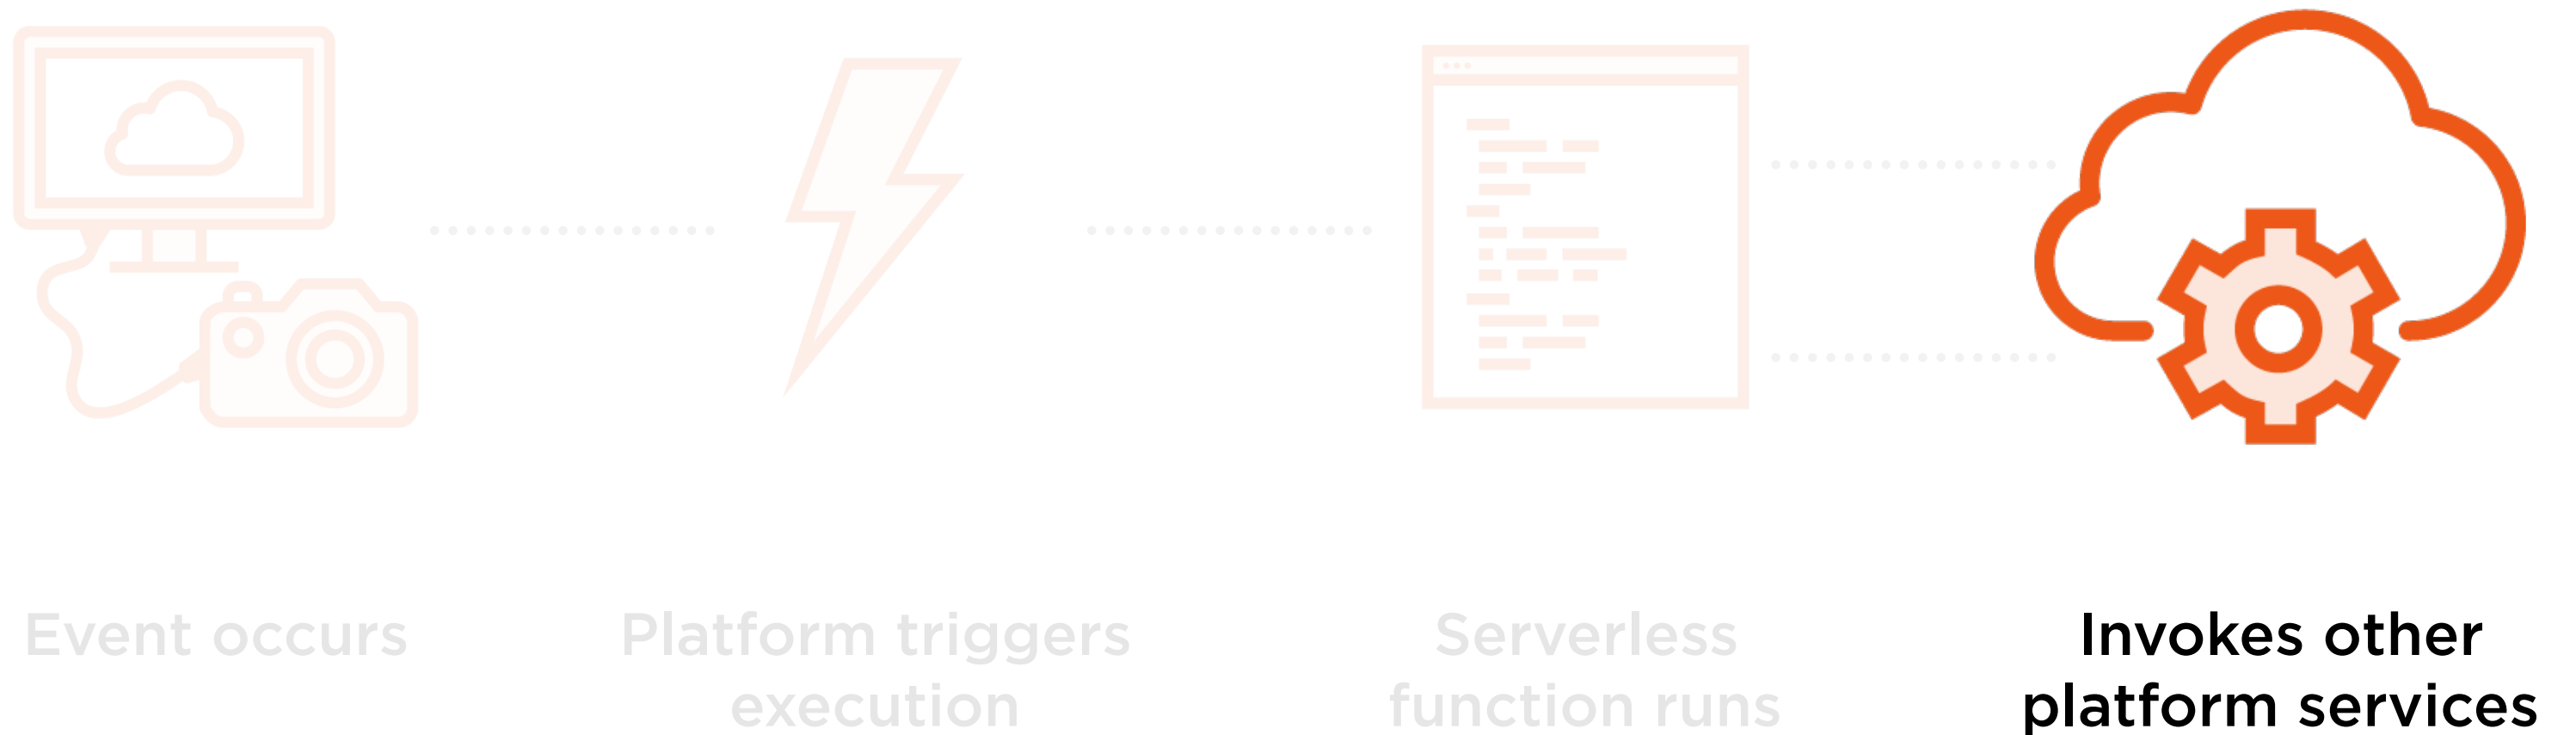 Event occurs
Platform triggers
execution
Serverless
function runs
Invokes other
platform services